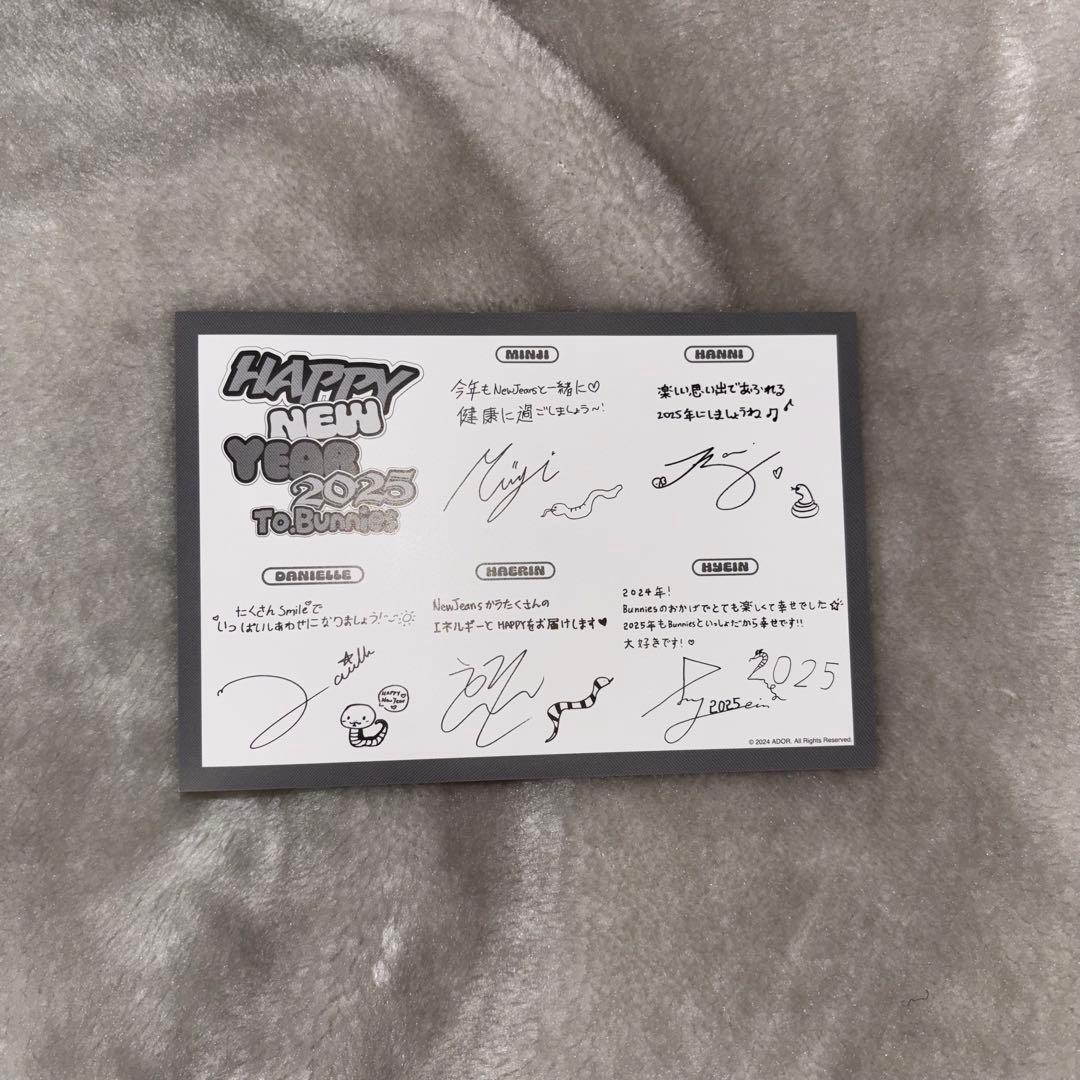 HAPPY
NEW
YEAR
2025
To.Bunnies
MINJI
今年もNewJeansと一緒に♡
健康に過ごしましょう~!
HANNI
楽しい思い出であふれる
2025年にしましょうね♫♪
DANIELLE
たくさんsmile♡で
いっぱいしあわせになりましょう!
HAPPY
New Year
HAERIN
NewJeansからたくさんの
エネルギーとHAPPYをお届けします♥
HYEIN
2024年!
Bunniesのおかげでとても楽しくて幸せでした☆
2025年もBunniesといっしょだから幸せです!!
大好きです!♡
2025
2025
© 2024 ADOR. All Rights Reserved.